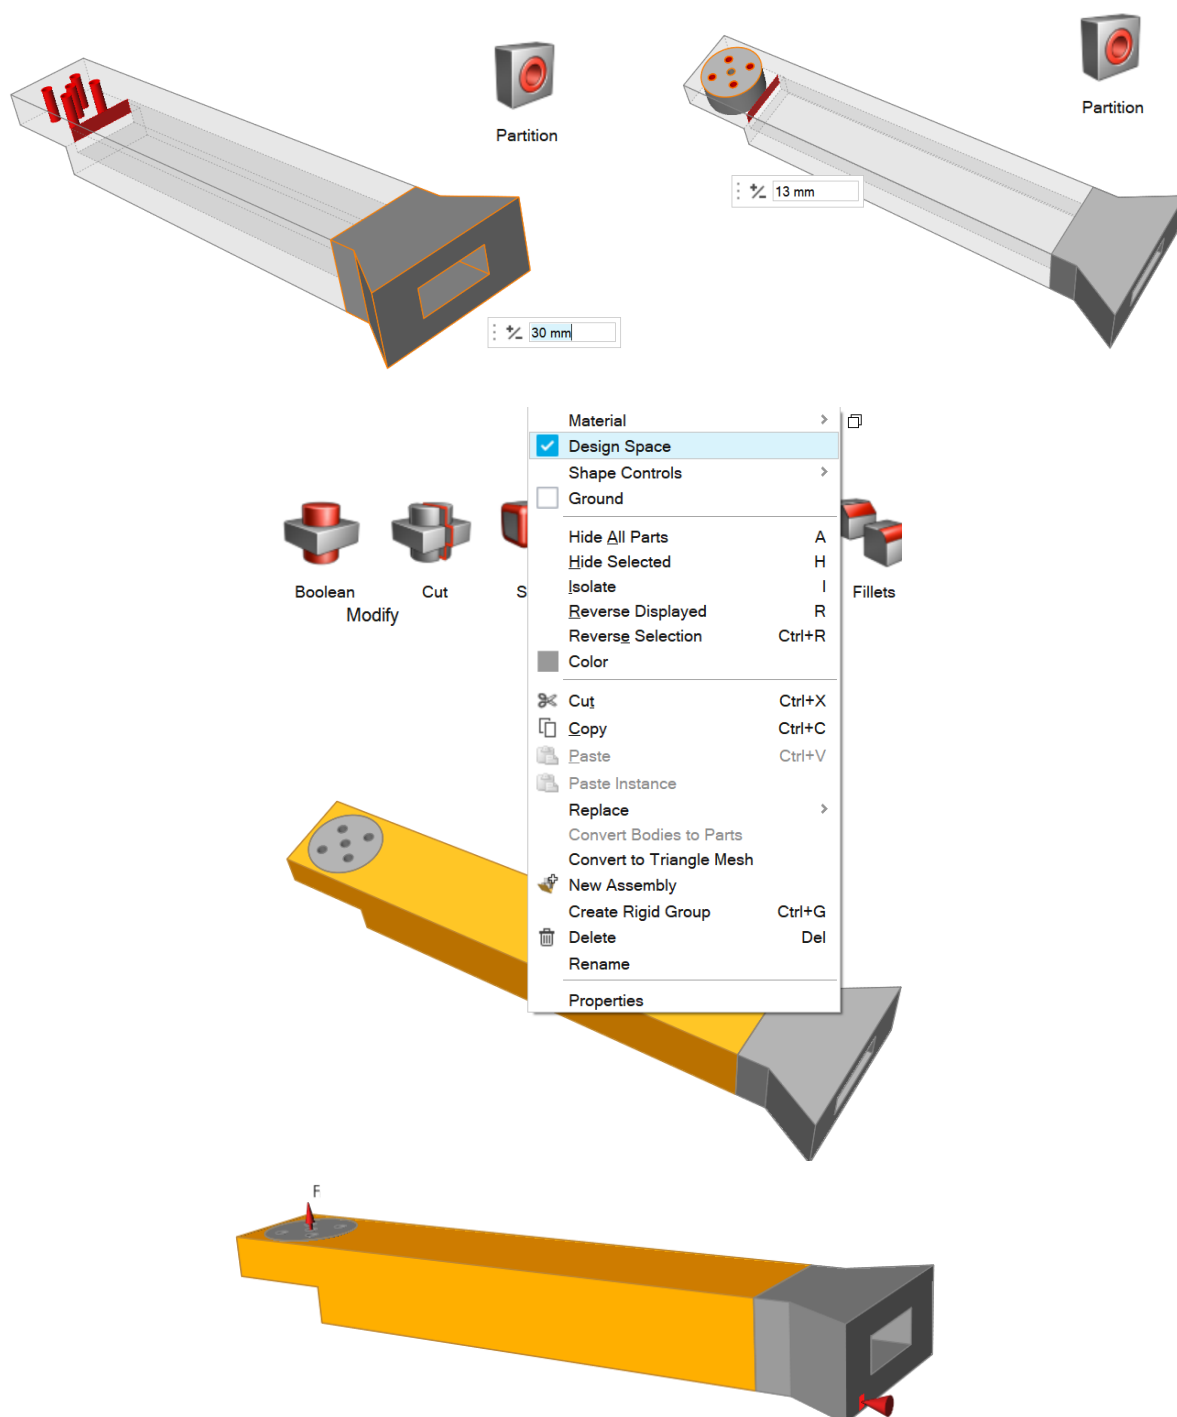 Partition
Partition
13 mm
30 mm
Material
Design Space
Shape Controls
Ground
Hide All Parts A
Hide Selected H
Isolate I
Reverse Displayed R
Reverse Selection Ctrl+R
Color
Boolean
Cut
S
Fillets
Modify
Cut Ctrl+X
Copy Ctrl+C
Paste Ctrl+V
Paste Instance
Replace
Convert Bodies to Parts
Convert to Triangle Mesh
New Assembly
Create Rigid Group Ctrl+G
Delete Del
Rename
Properties
F